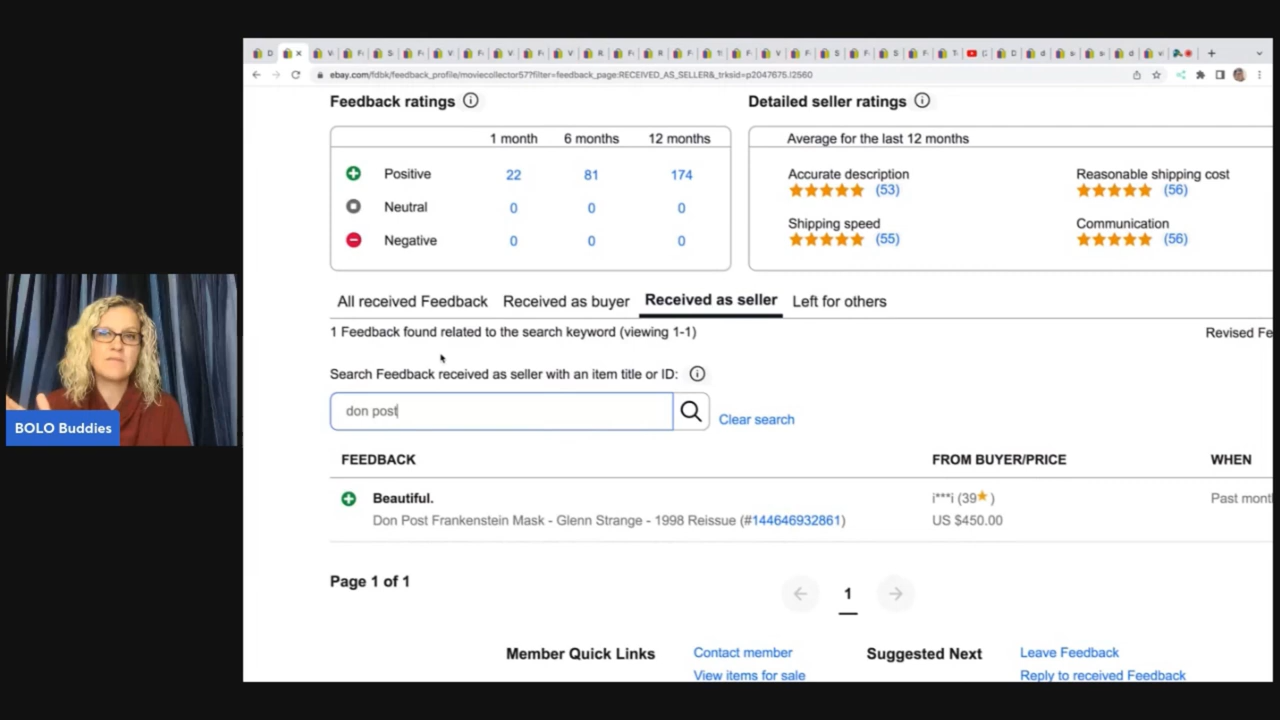 ebay.com/fdbk/feedback_profile/moviecollector57?filter=feedback_page:RECEIVED_AS_SELLER&_trksid=p2047675.l2560
Feedback ratings
Detailed seller ratings
1 month 6 months 12 months
Average for the last 12 months
Positive 22 81 174
Accurate description
(53)
Reasonable shipping cost
(56)
Neutral 0 0 0
Shipping speed
(55)
Communication
(56)
Negative 0 0 0
All received Feedback Received as buyer Received as seller Left for others
1 Feedback found related to the search keyword (viewing 1-1)
Revised Fe
Search Feedback received as seller with an item title or ID:
don post
Clear search
BOLO Buddies
FEEDBACK FROM BUYER/PRICE WHEN
Beautiful. i***i (39 ) Past mont
Don Post Frankenstein Mask - Glenn Strange - 1998 Reissue (#144646932861) US $450.00
Page 1 of 1
1
Member Quick Links Contact member Suggested Next Leave Feedback
View items for sale Reply to received Feedback